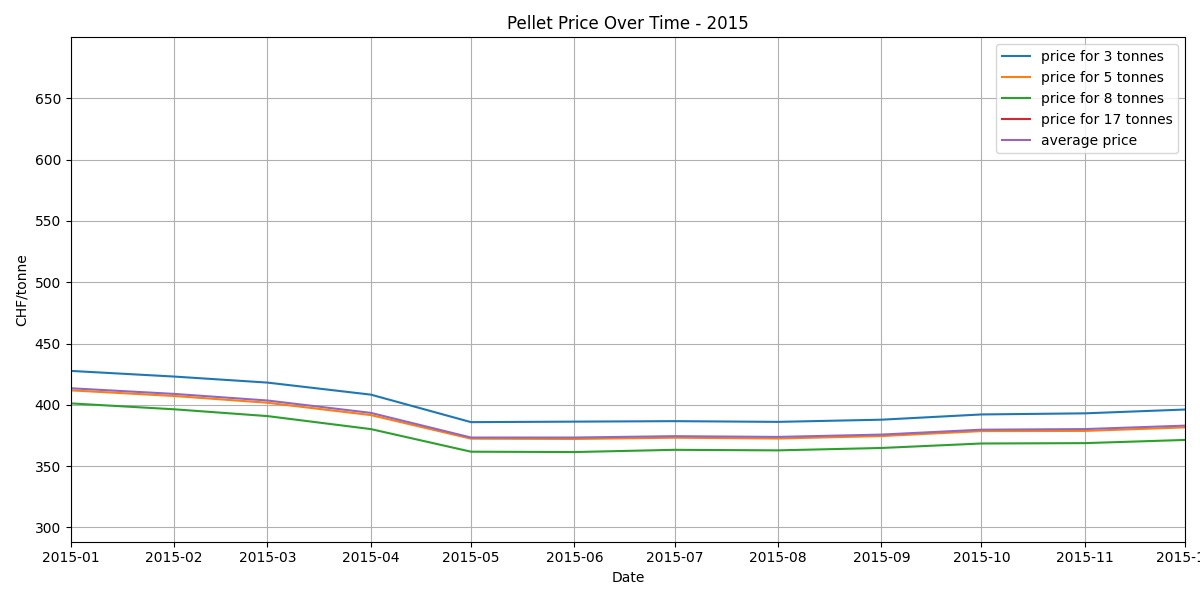 Pellet Price Over Time - 2015
price for 3 tonnes
price for 5 tonnes
price for 8 tonnes
price for 17 tonnes
average price
CHF/tonne
650
600
550
500
450
400
350
300
2015-01 2015-02 2015-03 2015-04 2015-05 2015-06 2015-07 2015-08 2015-09 2015-10 2015-11 2015-1
Date